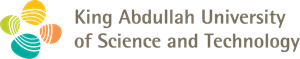 King Abdullah University
of Science and Technology